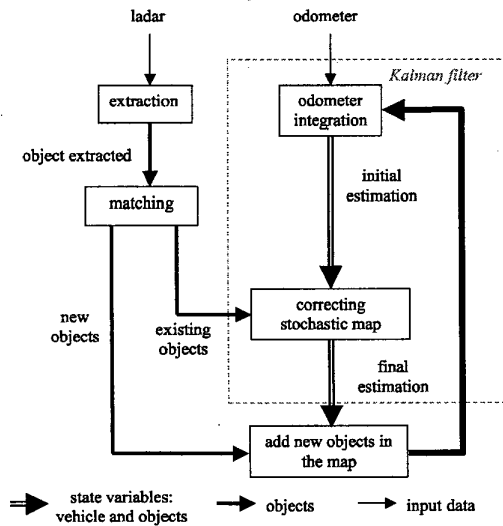 ladar
odometer
Kalman filter
extraction
odometer
integration
object extracted
initial
estimation
matching
new
objects
existing
objects
correcting
stochastic map
final
estimation
add new objects in
the map
state variables:
vehicle and objects
objects
input data